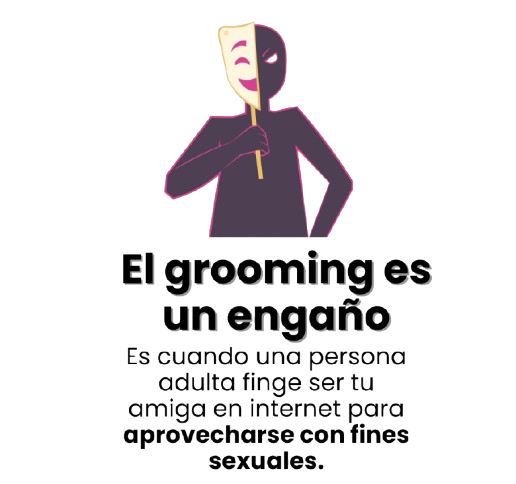 El grooming es
un engaño
Es cuando una persona
adulta finge ser tu
amiga en internet para
aprovecharse con fines
sexuales.